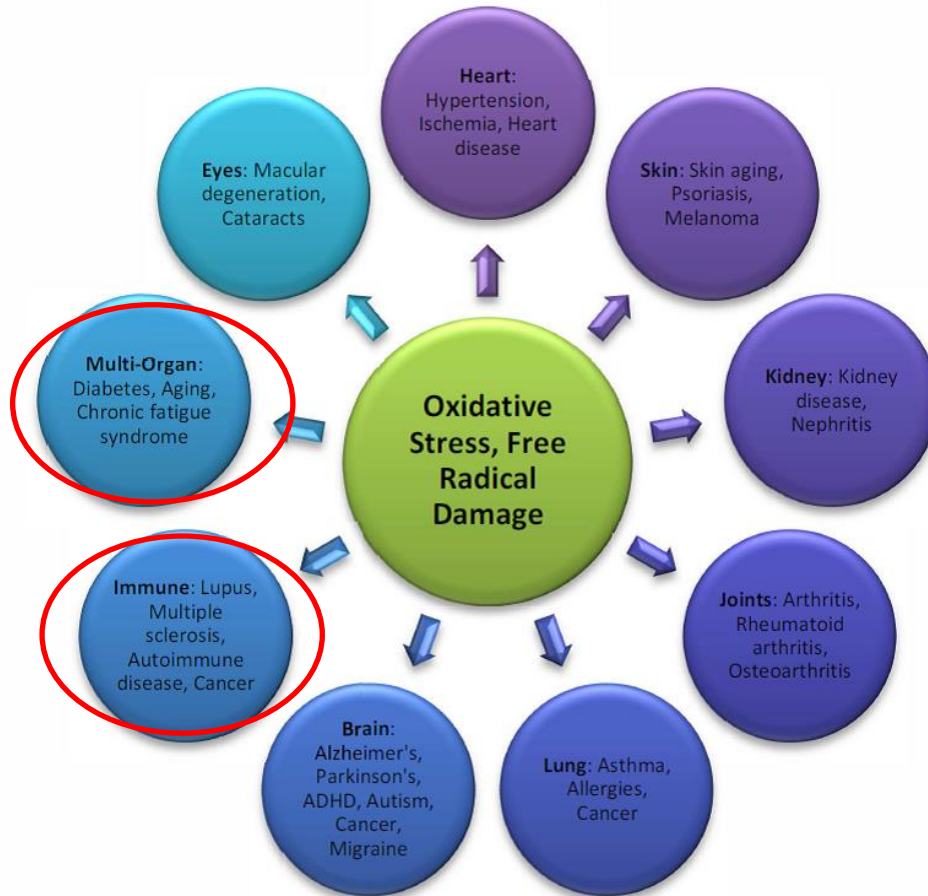 Heart:
Hypertension,
Ischemia, Heart
disease
Skin: Skin aging,
Psoriasis,
Melanoma
Kidney: Kidney
disease,
Nephritis
Joints: Arthritis,
Rheumatoid
arthritis,
Osteoarthritis
Lung: Asthma,
Allergies,
Cancer
Brain:
Alzheimer's,
Parkinson's,
ADHD, Autism,
Cancer,
Migraine
Immune: Lupus,
Multiple
sclerosis,
Autoimmune
disease, Cancer
Multi-Organ:
Diabetes, Aging,
Chronic fatigue
syndrome
Eyes: Macular
degeneration,
Cataracts
Oxidative
Stress, Free
Radical
Damage